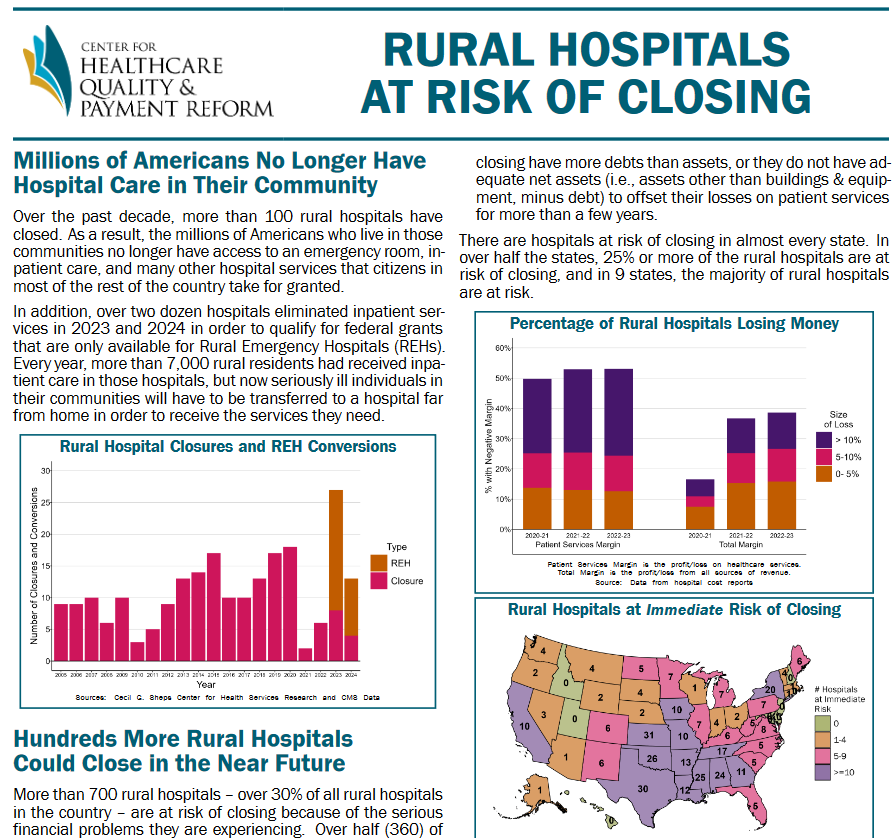 CENTER FOR
HEALTHCARE
QUALITY &
PAYMENT REFORM
RURAL HOSPITALS
AT RISK OF CLOSING
Millions of Americans No Longer Have
Hospital Care in Their Community
Over the past decade, more than 100 rural hospitals have
closed. As a result, the millions of Americans who live in those
communities no longer have access to an emergency room, in-
patient care, and many other hospital services that citizens in
most of the rest of the country take for granted.
In addition, over two dozen hospitals eliminated inpatient ser-
vices in 2023 and 2024 in order to qualify for federal grants
that are only available for Rural Emergency Hospitals (REHs).
Every year, more than 7,000 rural residents had received inpa-
tient care in those hospitals, but now seriously ill individuals in
their communities will have to be transferred to a hospital far
from home in order to receive the services they need.
Rural Hospital Closures and REH Conversions
Number of Closures and Conversions
30
25
20
15
10
5
0
2005 2006 2007 2008 2009 2010 2011 2012 2013 2014 2015 2016 2017 2018 2019 2020 2021 2022 2023 2024
Year
Type
REH
Closure
Sources: Cecil G. Sheps Center for Health Services Research and CMS Data
Hundreds More Rural Hospitals
Could Close in the Near Future
More than 700 rural hospitals – over 30% of all rural hospitals
in the country – are at risk of closing because of the serious
financial problems they are experiencing. Over half (360) of
closing have more debts than assets, or they do not have ad-
equate net assets (i.e., assets other than buildings & equip-
ment, minus debt) to offset their losses on patient services
for more than a few years.
There are hospitals at risk of closing in almost every state. In
over half the states, 25% or more of the rural hospitals are at
risk of closing, and in 9 states, the majority of rural hospitals
are at risk.
Percentage of Rural Hospitals Losing Money
% with Negative Margin
60%
50%
40%
30%
20%
10%
0%
2020-21 2021-22 2022-23 2020-21 2021-22 2022-23
Patient Services Margin Total Margin
Size
of Loss
> 10%
5-10%
0- 5%
Patient Services Margin is the profit/loss on healthcare services.
Total Margin is the profit/loss from all sources of revenue.
Source: Data from hospital cost reports
Rural Hospitals at Immediate Risk of Closing
4 4 5 7 6
2 0 4 1 7 20
2 2 10 7
10 3 0 6 31 10 7 4 2 8
6 5
1 6 26 13 17 5
30 12 25 24 11 5
1 0 5
# Hospitals
at Immediate
Risk
0
1-4
5-9
>=10